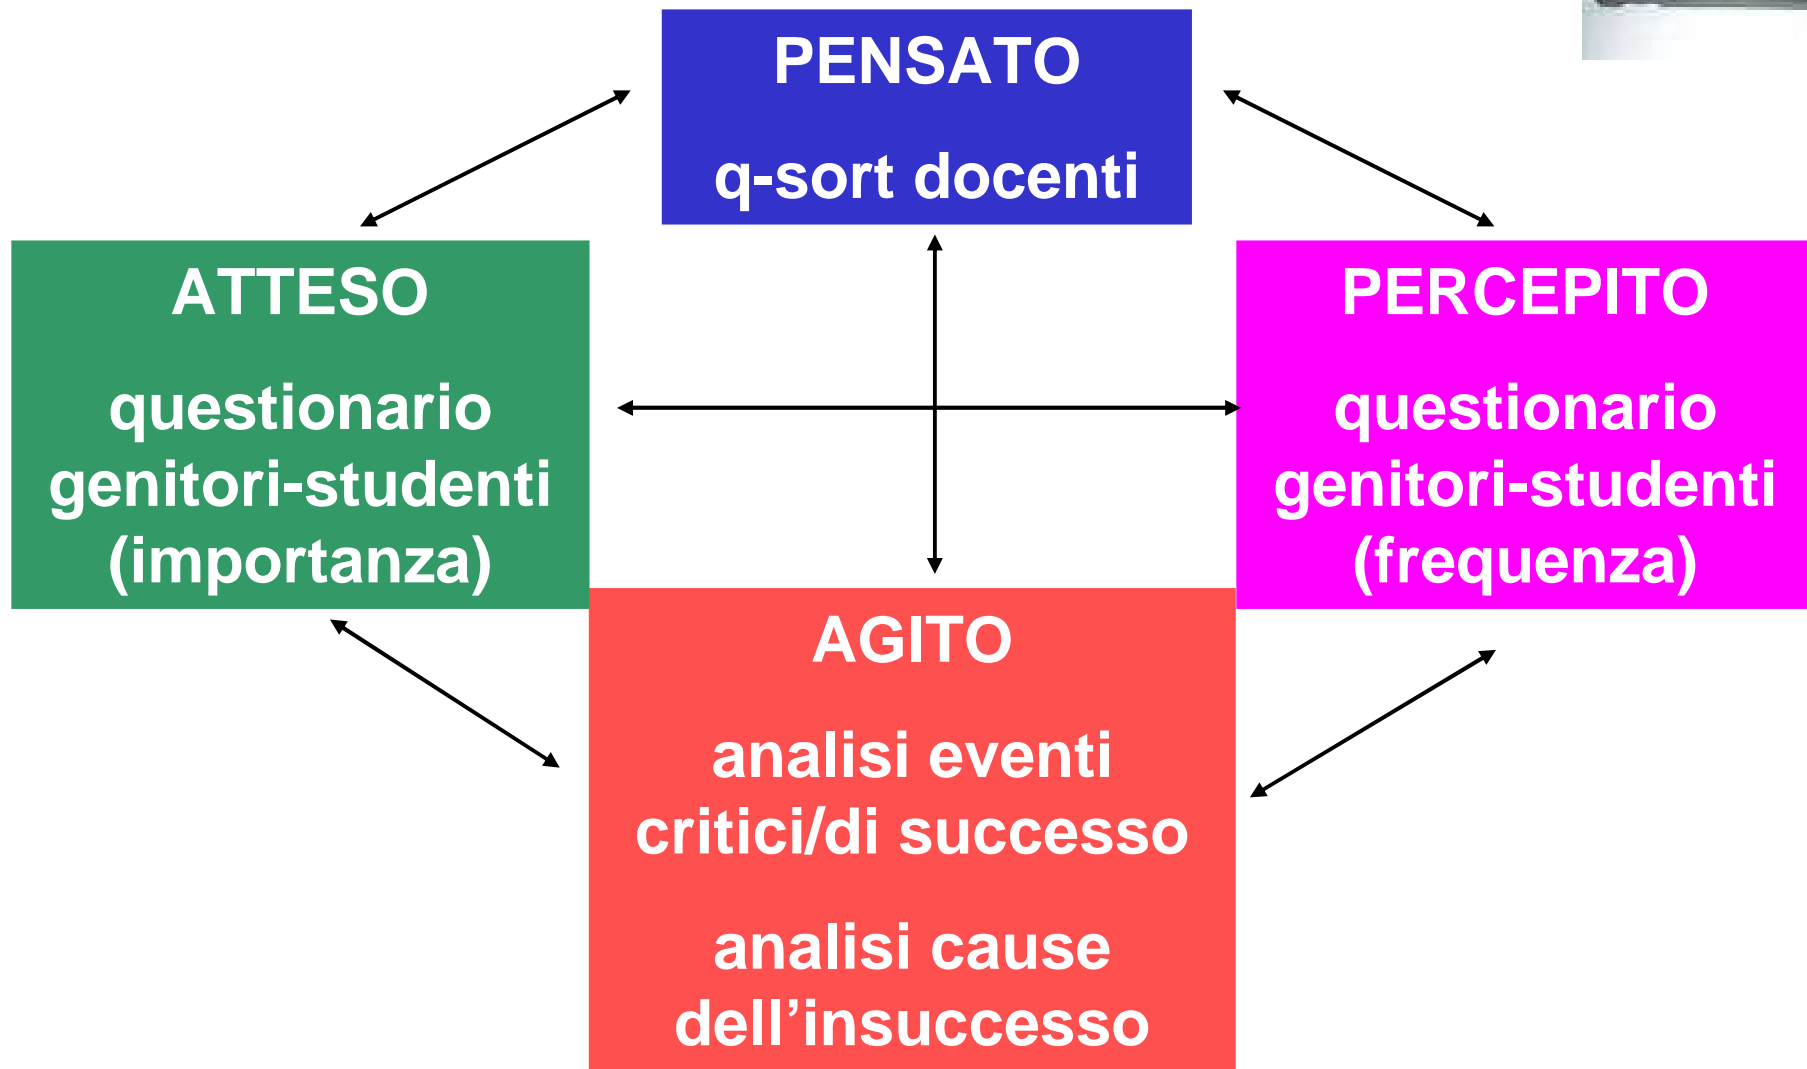 PENSATO
q-sort docenti
ATTESO
questionario
genitori-studenti
(importanza)
PERCEPITO
questionario
genitori-studenti
(frequenza)
AGITO
analisi eventi
critici/di successo
analisi cause
dell’insuccesso